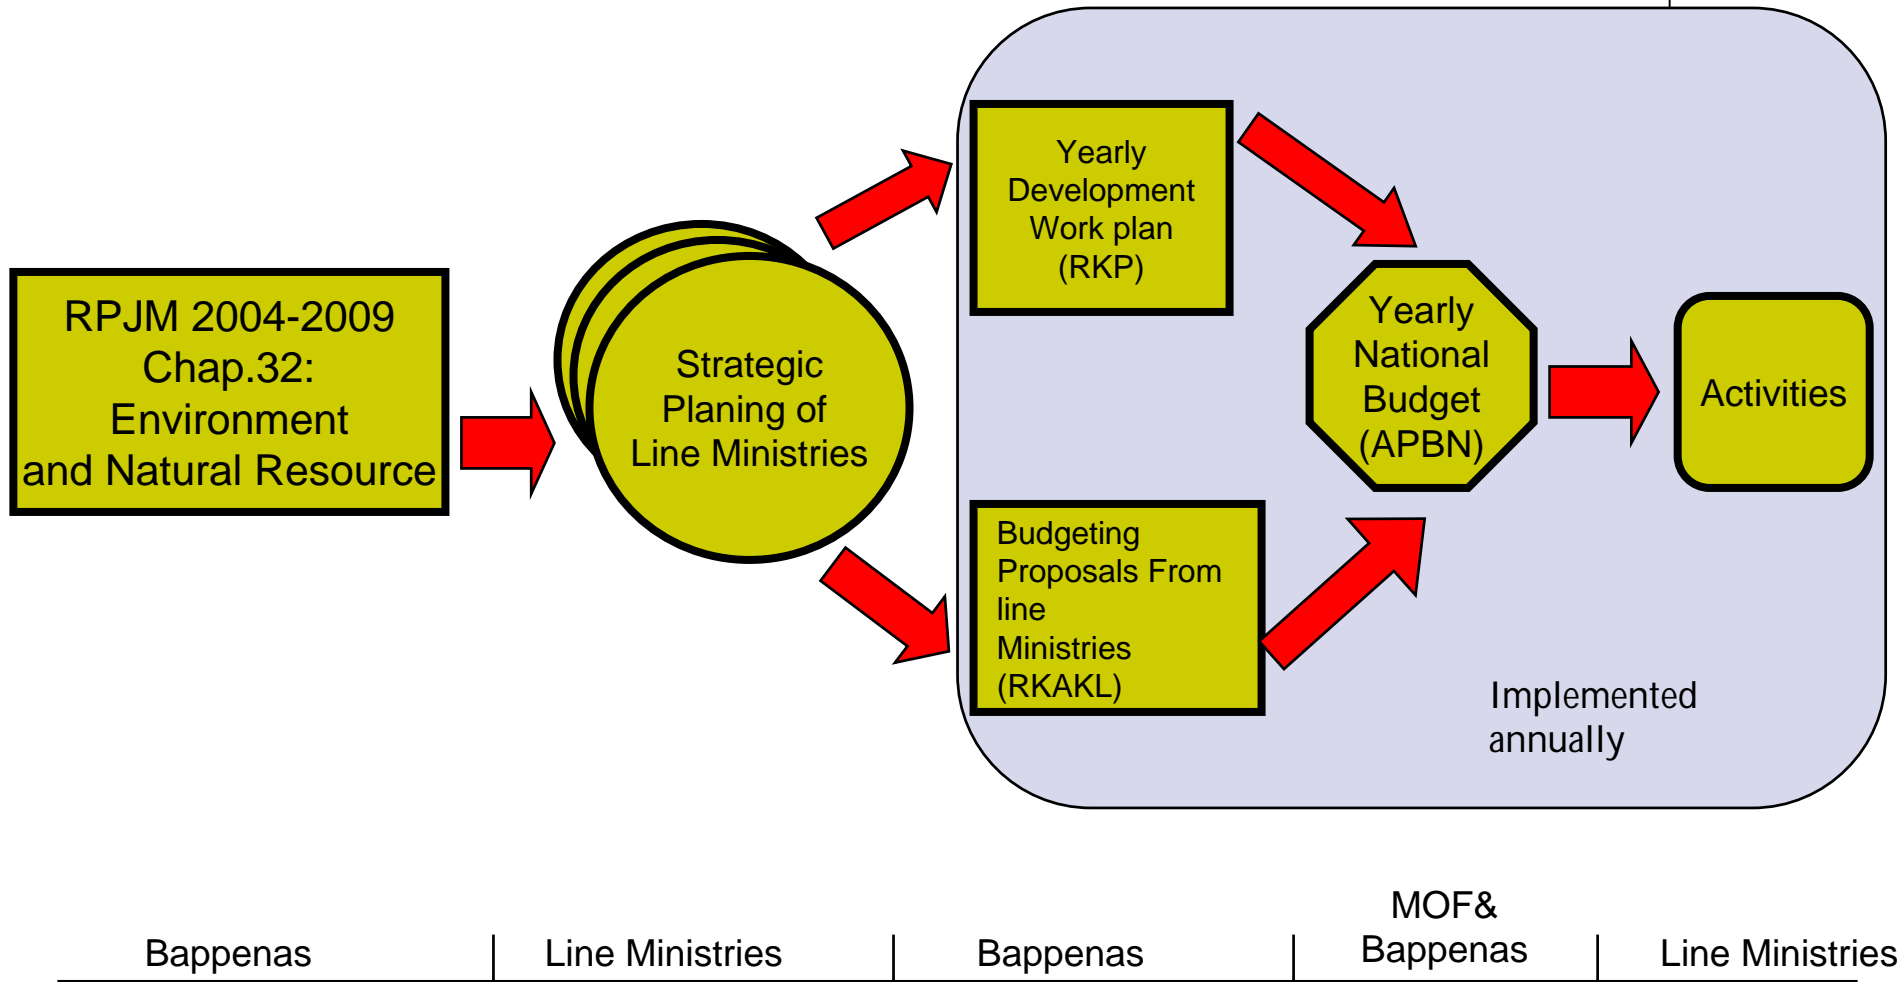 RPJM 2004-2009
Chap.32:
Environment
and Natural Resource
Strategic
Planing of
Line Ministries
Yearly
Development
Work plan
(RKP)
Budgeting
Proposals From
line
Ministries
(RKAKL)
Yearly
National
Budget
(APBN)
Activities
Implemented
annually
Bappenas
Line Ministries
Bappenas
MOF&
Bappenas
Line Ministries